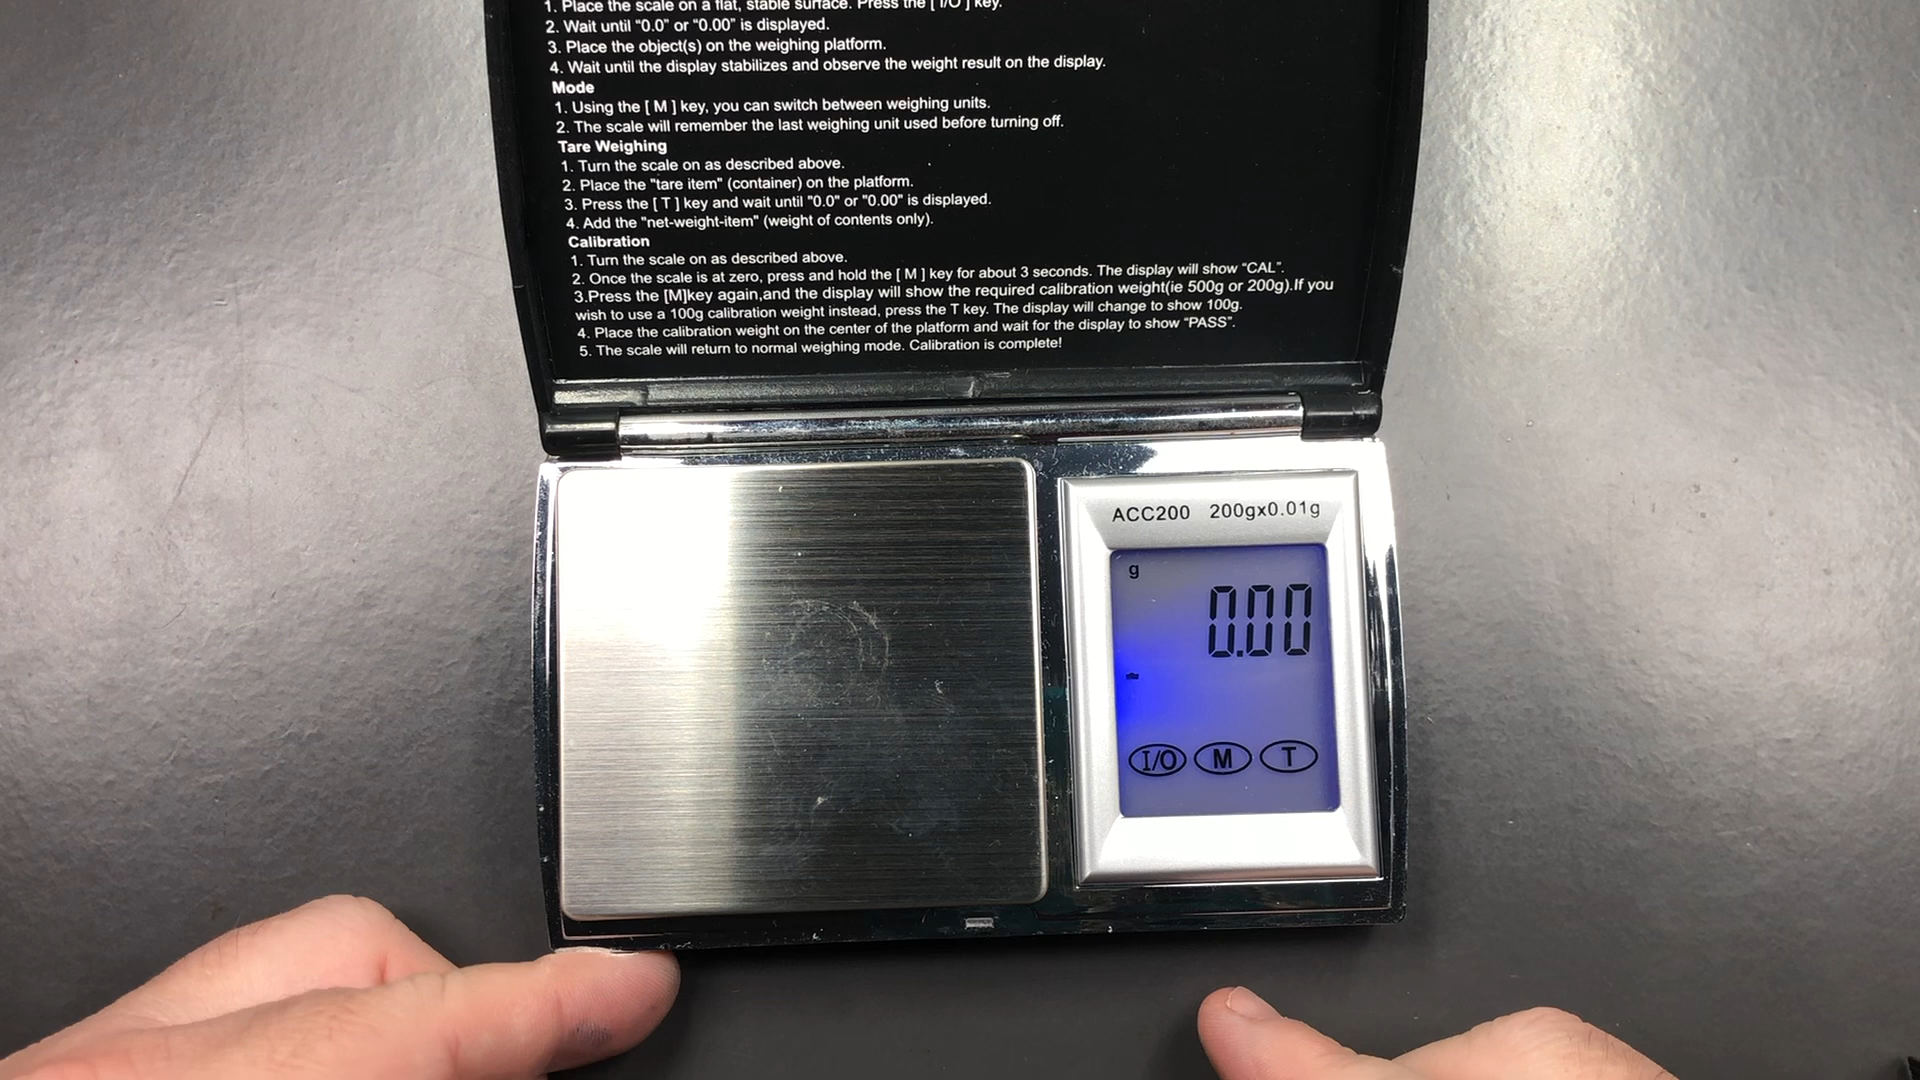 1. Place the scale on a flat, stable surface. Press the [ I/O ] key.
2. Wait until “0.0” or “0.00” is displayed.
3. Place the object(s) on the weighing platform.
4. Wait until the display stabilizes and observe the weight result on the display.
Mode
1. Using the [ M ] key, you can switch between weighing units.
2. The scale will remember the last weighing unit used before turning off.
Tare Weighing
1. Turn the scale on as described above.
2. Place the "tare item" (container) on the platform.
3. Press the [ T ] key and wait until "0.0" or "0.00" is displayed.
4. Add the "net-weight-item" (weight of contents only).
Calibration
1. Turn the scale on as described above.
2. Once the scale is at zero, press and hold the [ M ] key for about 3 seconds. The display will show “CAL”.
3.Press the [M]key again,and the display will show the required calibration weight(ie 500g or 200g).If you
wish to use a 100g calibration weight instead, press the T key. The display will change to show 100g.
4. Place the calibration weight on the center of the platform and wait for the display to show “PASS”.
5. The scale will return to normal weighing mode. Calibration is complete!
ACC200 200gx0.01g
g
0.00
I/O M T